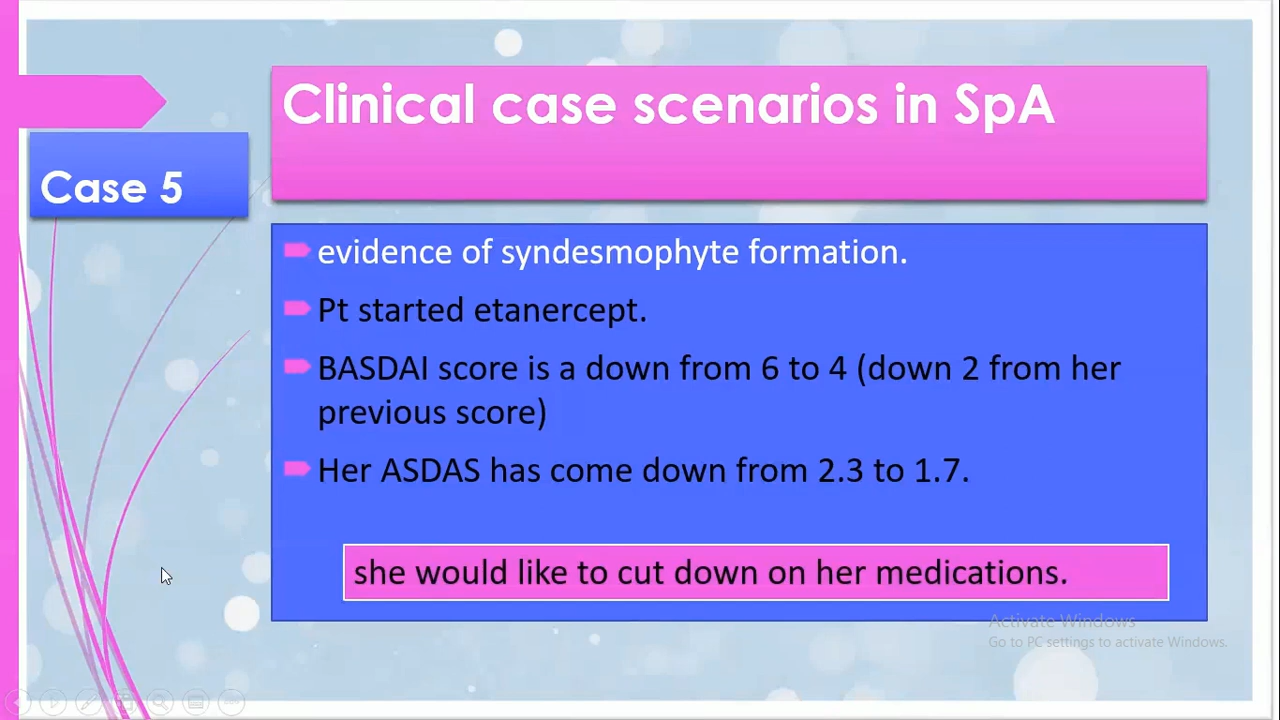 Clinical case scenarios in SpA
Case 5
evidence of syndesmophyte formation.
Pt started etanercept.
BASDAI score is a down from 6 to 4 (down 2 from her
previous score)
Her ASDAS has come down from 2.3 to 1.7.
she would like to cut down on her medications.
Activate Windows
Go to PC settings to activate Windows.